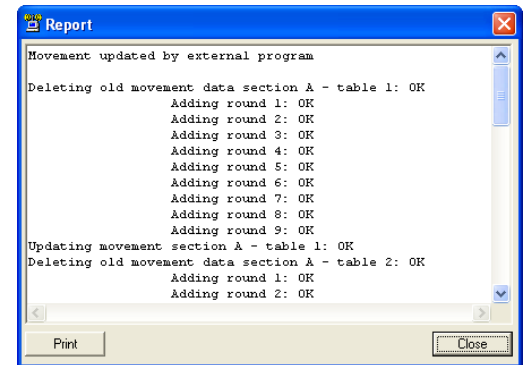 Report
Movement updated by external program
Deleting old movement data section A - table 1: OK
Adding round 1: OK
Adding round 2: OK
Adding round 3: OK
Adding round 4: OK
Adding round 5: OK
Adding round 6: OK
Adding round 7: OK
Adding round 8: OK
Adding round 9: OK
Updating movement section A - table 1: OK
Deleting old movement data section A - table 2: OK
Adding round 1: OK
Adding round 2: OK
Print
Close